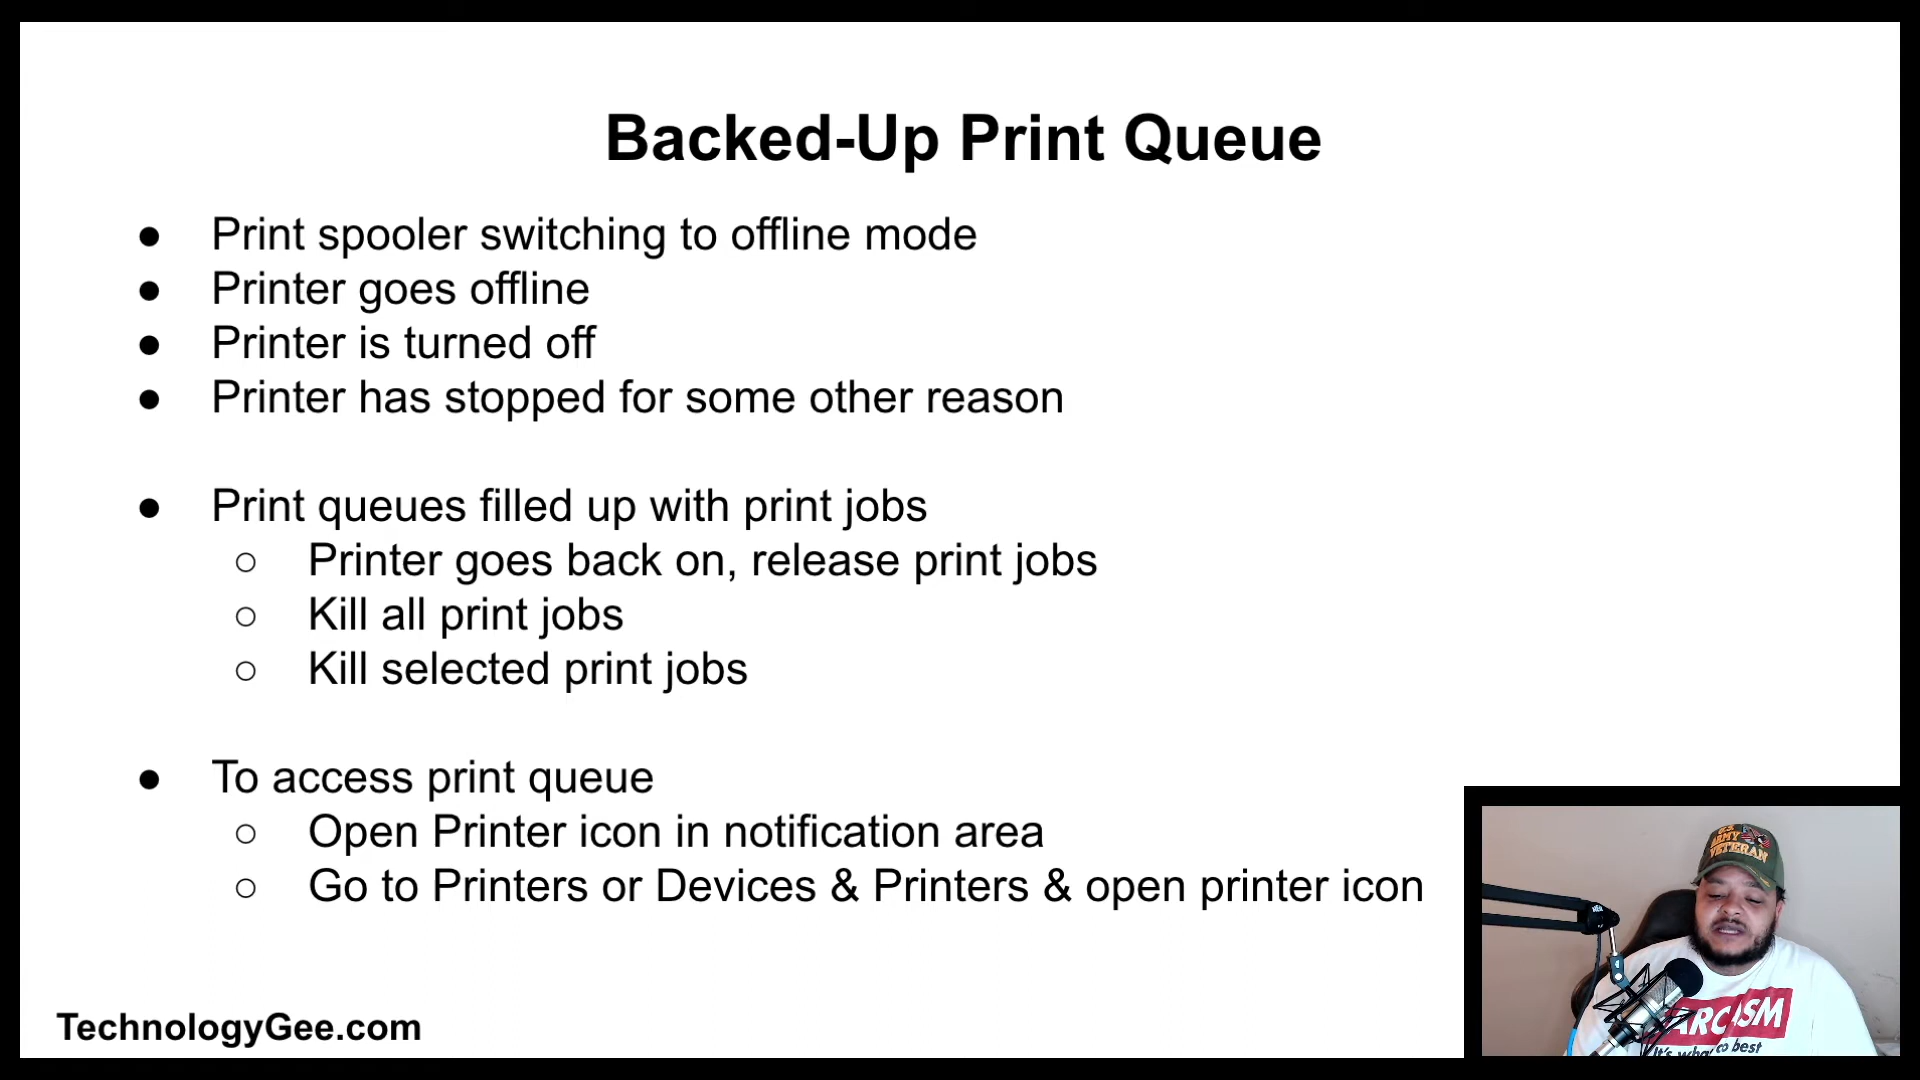 Backed-Up Print Queue
● Print spooler switching to offline mode
● Printer goes offline
● Printer is turned off
● Printer has stopped for some other reason
● Print queues filled up with print jobs
○ Printer goes back on, release print jobs
○ Kill all print jobs
○ Kill selected print jobs
● To access print queue
○ Open Printer icon in notification area
○ Go to Printers or Devices & Printers & open printer icon
TechnologyGee.com
U.S.
ARMY
VETERAN
best